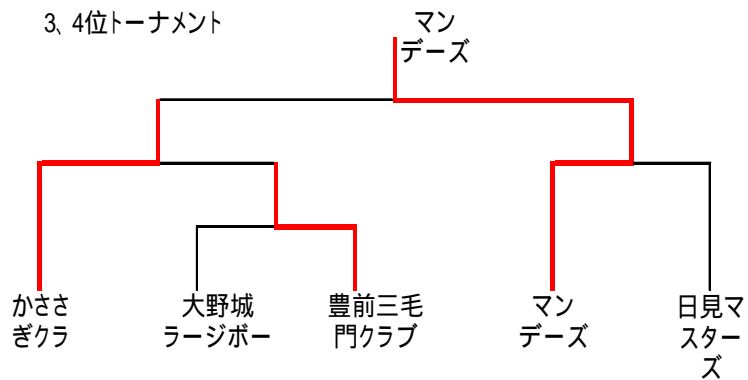 3、4位トーナメント
マン
デーズ
かささ
ぎクラ
大野城
ラージボー
豊前三毛
門クラブ
マン
デーズ
日見マ
スター
ズ